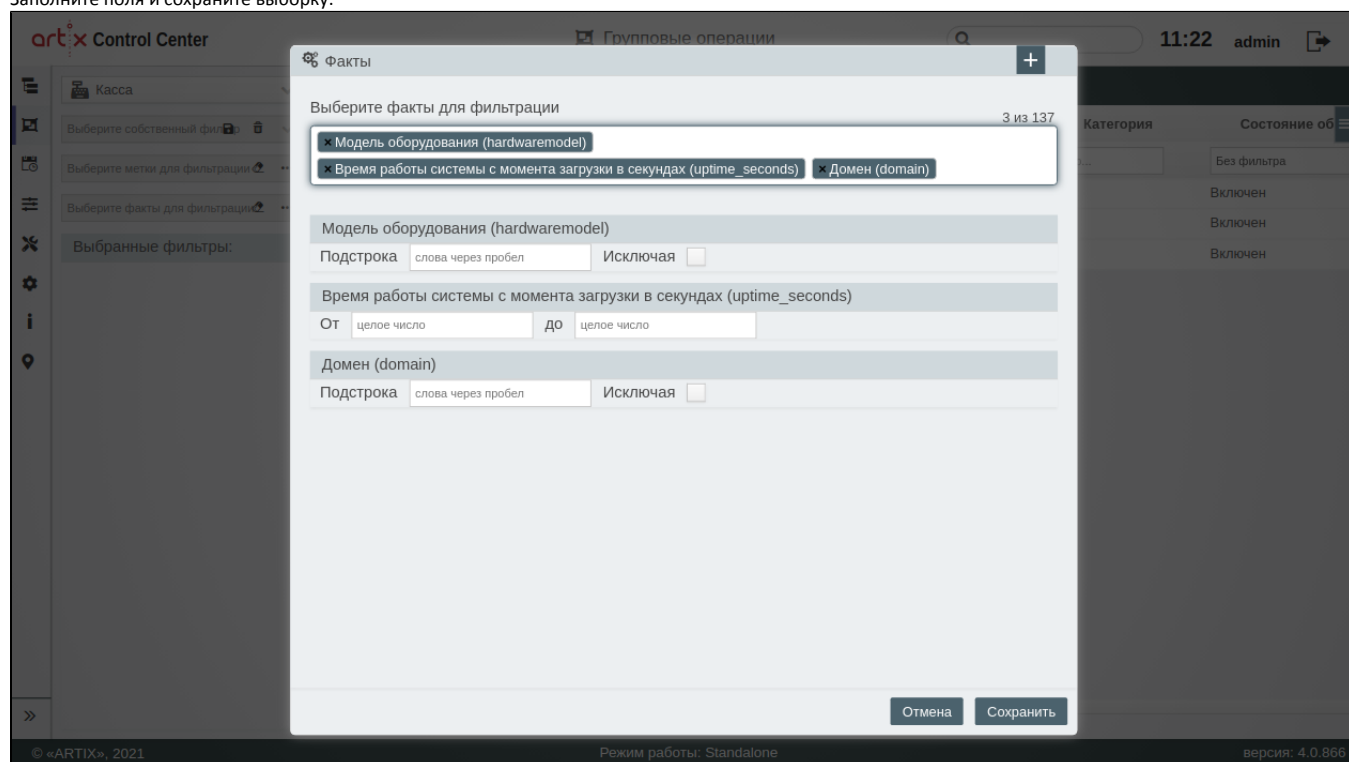 Заполните поля и сохраните выборку.
artix Control Center
Групповые операции
11:22 admin
Факты
+
Касса
Выберите факты для фильтрации
3 из 137
Категория
Состояние об
Выберите собственный фил
Модель оборудования (hardwaremodel)
Время работы системы с момента загрузки в секундах (uptime_seconds)
Домен (domain)
Без фильтра
Выберите метки для фильтрации
Выберите факты для фильтрации
Включен
Включен
Включен
Выбранные фильтры:
Модель оборудования (hardwaremodel)
Подстрока слова через пробел Исключая
Время работы системы с момента загрузки в секундах (uptime_seconds)
От целое число до целое число
Домен (domain)
Подстрока слова через пробел Исключая
Отмена Сохранить
© «ARTIX», 2021
Режим работы: Standalone
версия: 4.0.866